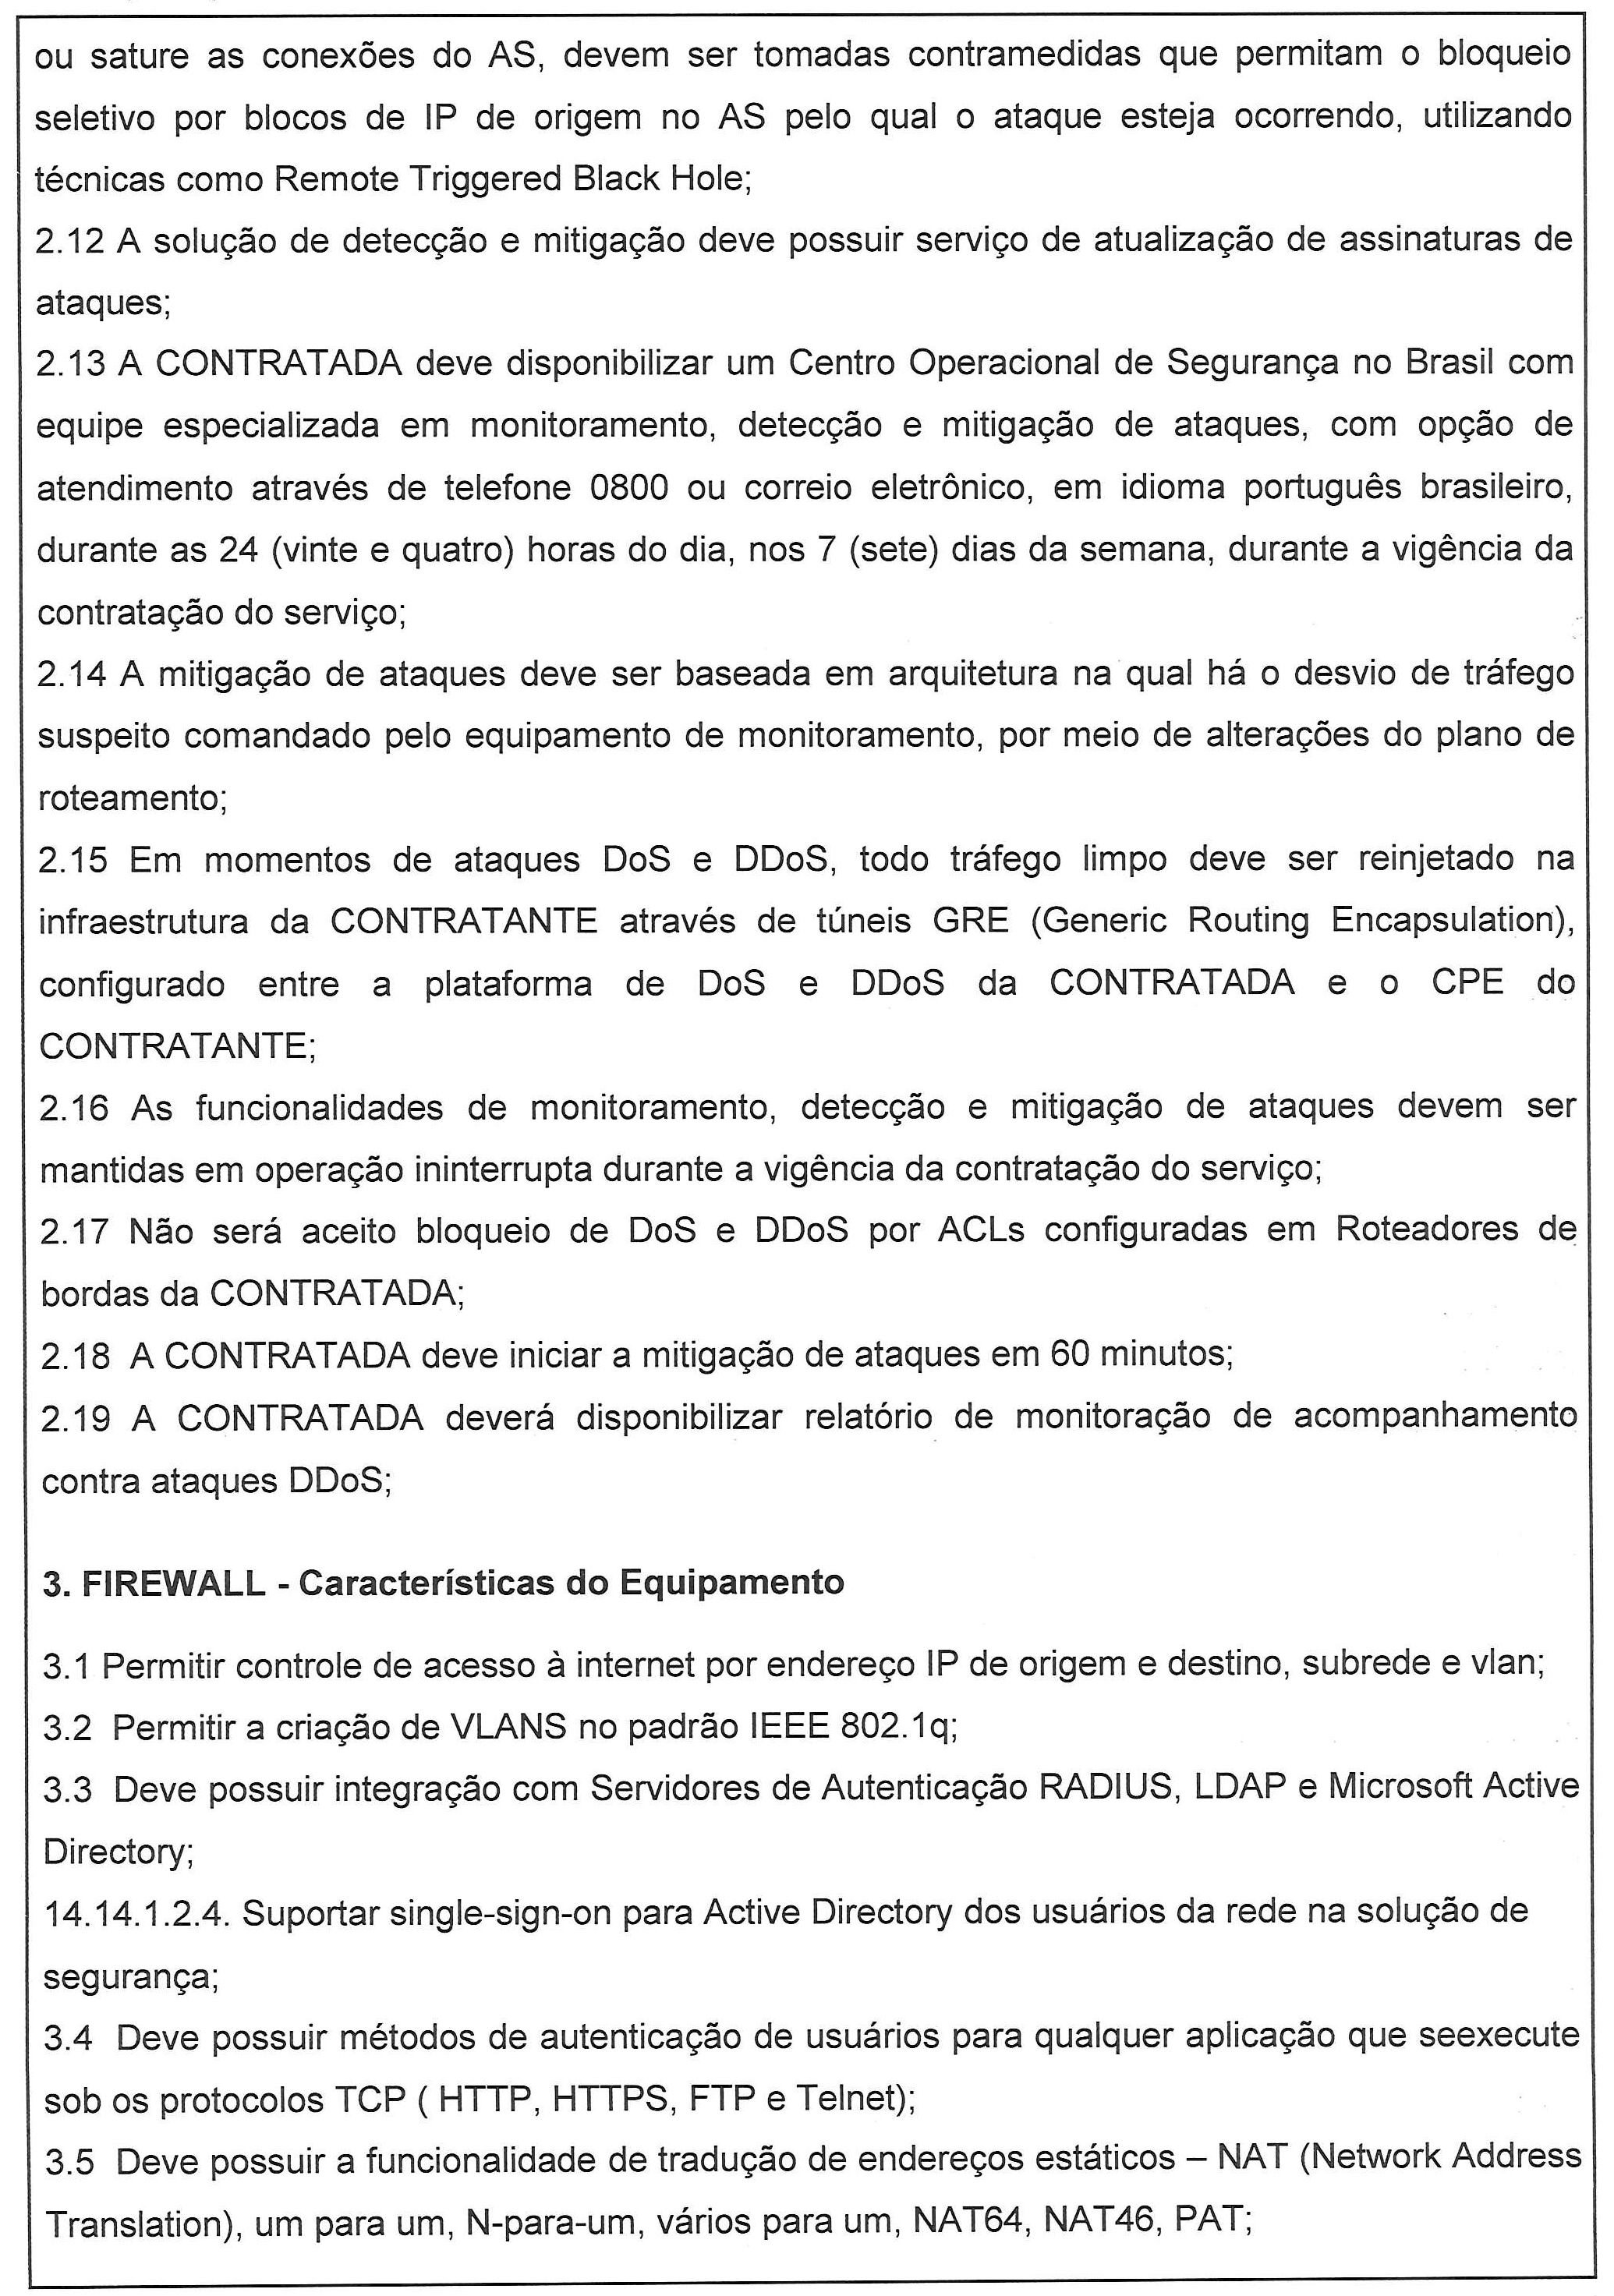 ou sature as conexões do AS, devem ser tomadas contramedidas que permitam o bloqueio
seletivo por blocos de IP de origem no AS pelo qual o ataque esteja ocorrendo, utilizando
técnicas como Remote Triggered Black Hole;
2.12 A solução de detecção e mitigação deve possuir serviço de atualização de assinaturas de
ataques;
2.13 A CONTRATADA deve disponibilizar um Centro Operacional de Segurança no Brasil com
equipe especializada em monitoramento, detecção e mitigação de ataques, com opção de
atendimento através de telefone 0800 ou correio eletrônico, em idioma português brasileiro,
durante as 24 (vinte e quatro) horas do dia, nos 7 (sete) dias da semana, durante a vigência da
contratação do serviço;
2.14 A mitigação de ataques deve ser baseada em arquitetura na qual há o desvio de tráfego
suspeito comandado pelo equipamento de monitoramento, por meio de alterações do plano de
roteamento;
2.15 Em momentos de ataques DoS e DDoS, todo tráfego limpo deve ser reinjetado na
infraestrutura da CONTRATANTE através de túneis GRE (Generic Routing Encapsulation),
configurado entre a plataforma de DoS e DDoS da CONTRATADA e o CPE do
CONTRATANTE;
2.16 As funcionalidades de monitoramento, detecção e mitigação de ataques devem ser
mantidas em operação ininterrupta durante a vigência da contratação do serviço;
2.17 Não será aceito bloqueio de DoS e DDoS por ACLs configuradas em Roteadores de
bordas da CONTRATADA;
2.18 A CONTRATADA deve iniciar a mitigação de ataques em 60 minutos;
2.19 A CONTRATADA deverá disponibilizar relatório de monitoração de acompanhamento
contra ataques DDoS;
3. FIREWALL - Características do Equipamento
3.1 Permitir controle de acesso à internet por endereço IP de origem e destino, subrede e vlan;
3.2 Permitir a criação de VLANS no padrão IEEE 802.1q;
3.3 Deve possuir integração com Servidores de Autenticação RADIUS, LDAP e Microsoft Active
Directory;
14.14.1.2.4. Suportar single-sign-on para Active Directory dos usuários da rede na solução de
segurança;
3.4 Deve possuir métodos de autenticação de usuários para qualquer aplicação que seexecute
sob os protocolos TCP ( HTTP, HTTPS, FTP e Telnet);
3.5 Deve possuir a funcionalidade de tradução de endereços estáticos – NAT (Network Address
Translation), um para um, N-para-um, vários para um, NAT64, NAT46, PAT;